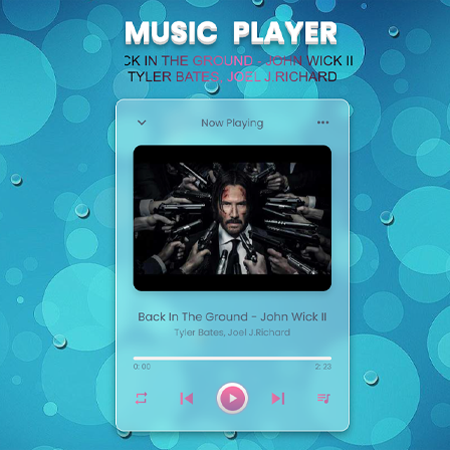 MUSIC PLAYER
CK IN THE GROUND - JOHN WICK II
TYLER BATES, JOEL J.RICHARD
Now Playing
Back In The Ground - John Wick II
Tyler Bates, Joel J.Richard
0:00 2:23